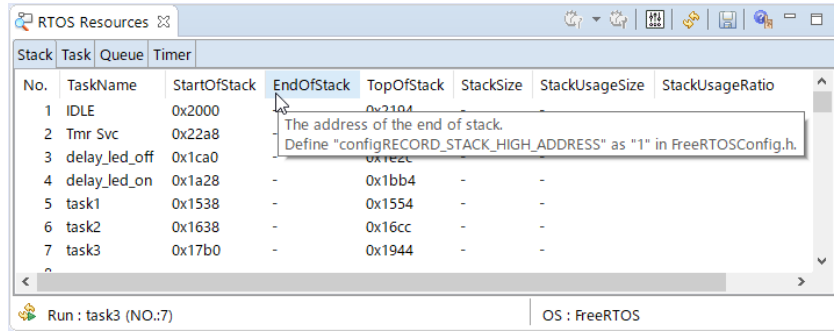 RTOS Resources
Stack Task Queue Timer
No. TaskName StartOfStack EndOfStack TopOfStack StackSize StackUsageSize StackUsageRatio
1 IDLE 0x2000 - 0x2194 - -
The address of the end of stack.
2 Tmr Svc 0x22a8
Define "configRECORD_STACK_HIGH_ADDRESS" as "1" in FreeRTOSConfig.h.
3 delay_led_off 0x1ca0 - 0x1e2c - -
4 delay_led_on 0x1a28 - 0x1bb4 - -
5 task1 0x1538 - 0x1554 - -
6 task2 0x1638 - 0x16cc - -
7 task3 0x17b0 - 0x1944 - -
Run : task3 (NO.:7) OS : FreeRTOS